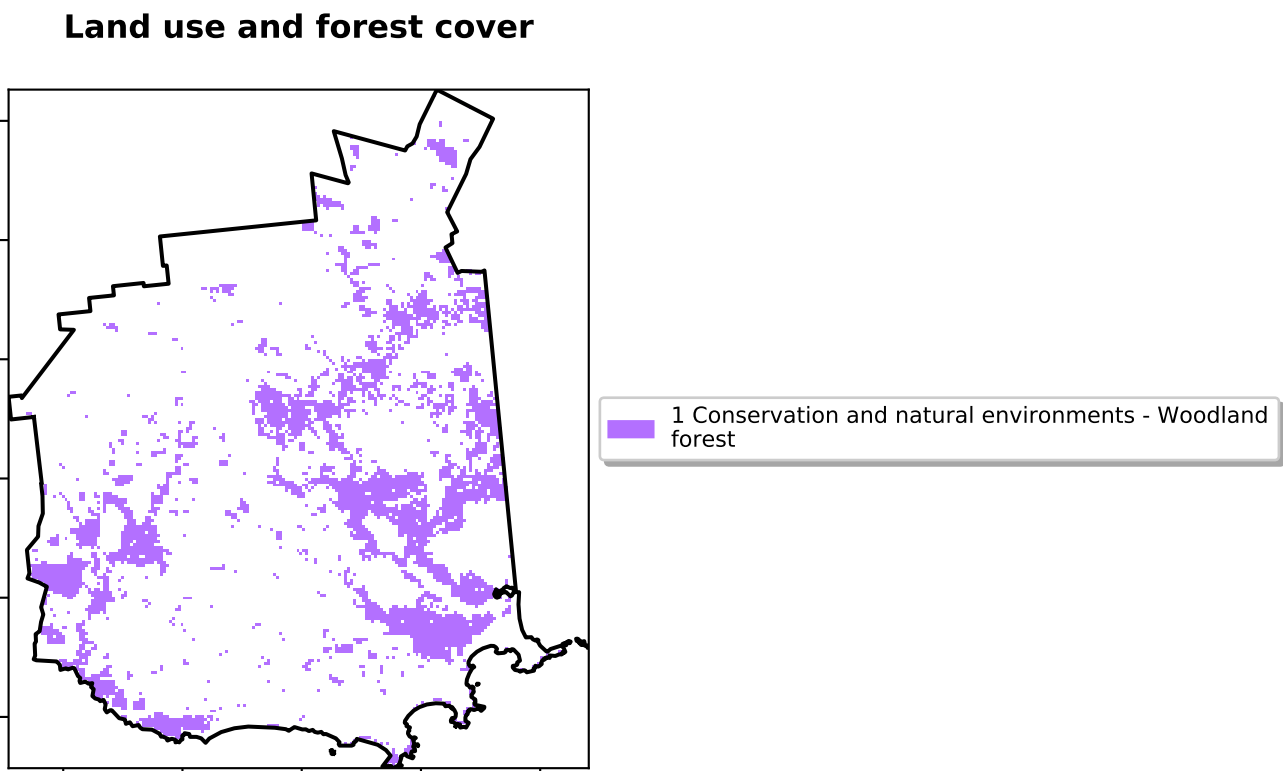 Land use and forest cover
1 Conservation and natural environments - Woodland
forest